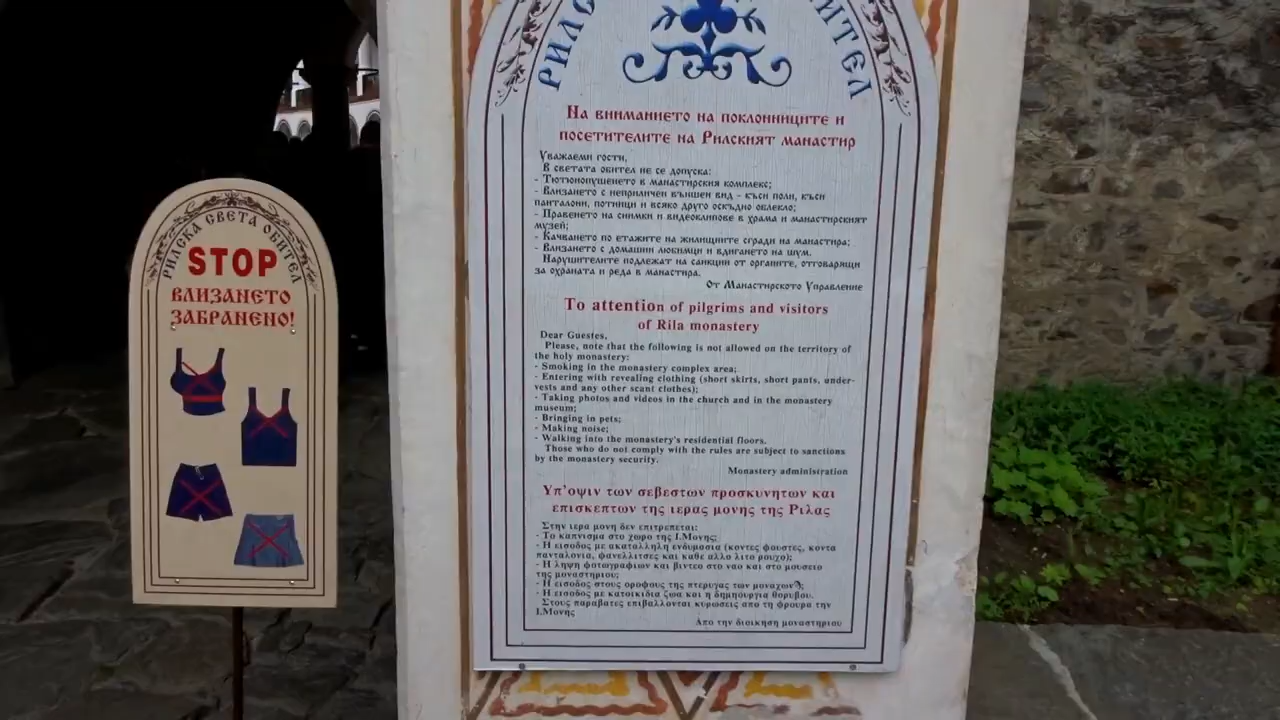 РИЛСКА СВЕТА ОБИТЕЛ
STOP
ВЛИЗАНЕТО
ЗАБРАНЕНО!
РИЛС
ОБИТЕЛ
На вниманието на поклонниците и
посетителите на Рилският манастир
Уважаеми гости,
В светата обител не се допуска:
- Тютюнопушенето в манастирския комплекс;
- Влизането с неприличен външен вид - къси поли, къси
панталони, потници и всяко друго оскъдно облекло;
- Правенето на снимки и видеоклипове в храма и манастирският
музей;
- Качването по етажите на жилищните сгради на манастира;
- Влизането с домашни любимци и вдигането на шум.
Нарушителите подлежат на санкции от органите, отговарящи
за охраната и реда в манастира.
От Манастирското Управление
To attention of pilgrims and visitors
of Rila monastery
Dear Guestes,
Please, note that the following is not allowed on the territory of
the holy monastery:
- Smoking in the monastery complex area;
- Entering with revealing clothing (short skirts, short pants, under-
vests and any other scant clothes);
- Taking photos and videos in the church and in the monastery
museum;
- Bringing in pets;
- Making noise;
- Walking into the monastery's residential floors.
Those who do not comply with the rules are subject to sanctions
by the monastery security.
Monastery administration
Υπ'οψιν των σεβεστων προσκυνητων και
επισκεπτων της ιερας μονης της Ριλας
Στην ιερα μονη δεν επιτρεπεται:
- Το καπνισμα στο χωρο της Ι.Μονης;
- Η εισοδος με ακαταλληλη ενδυμασια (κοντες φουστες, κοντα
πανταλονια, φανελλιτσες και καθε αλλο λιτο ρουχο);
- Η ληψη φωτογραφιων και βιντεο στο ναο και στο μουσειο
της μοναστηριου;
- Η εισοδος στους οροφους της πτερυγας των μοναχων;
- Η εισοδος με κατοικιδια ζωα και η δημιουργια θορυβου.
Στους παραβατες επιβαλλονται κυρωσεις απο τη φρουρα την
Ι.Μονης
Απο την διοικηση μοναστηριου